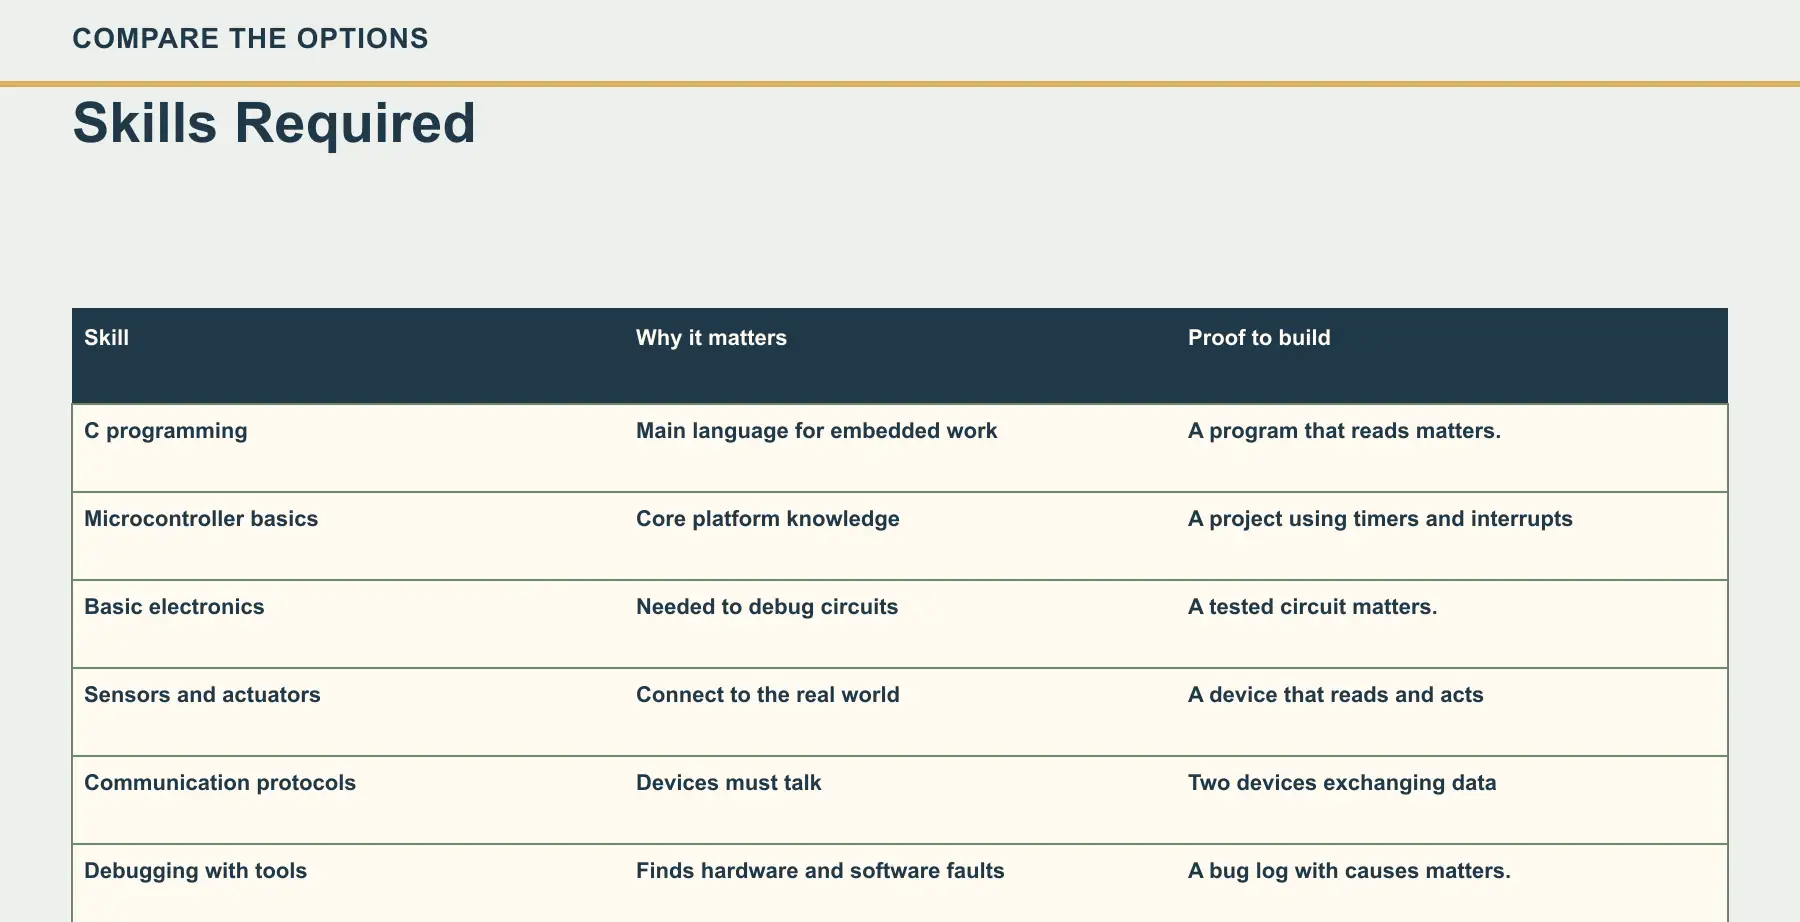 COMPARE THE OPTIONS
Skills Required
Skill Why it matters Proof to build
C programming Main language for embedded work A program that reads matters.
Microcontroller basics Core platform knowledge A project using timers and interrupts
Basic electronics Needed to debug circuits A tested circuit matters.
Sensors and actuators Connect to the real world A device that reads and acts
Communication protocols Devices must talk Two devices exchanging data
Debugging with tools Finds hardware and software faults A bug log with causes matters.